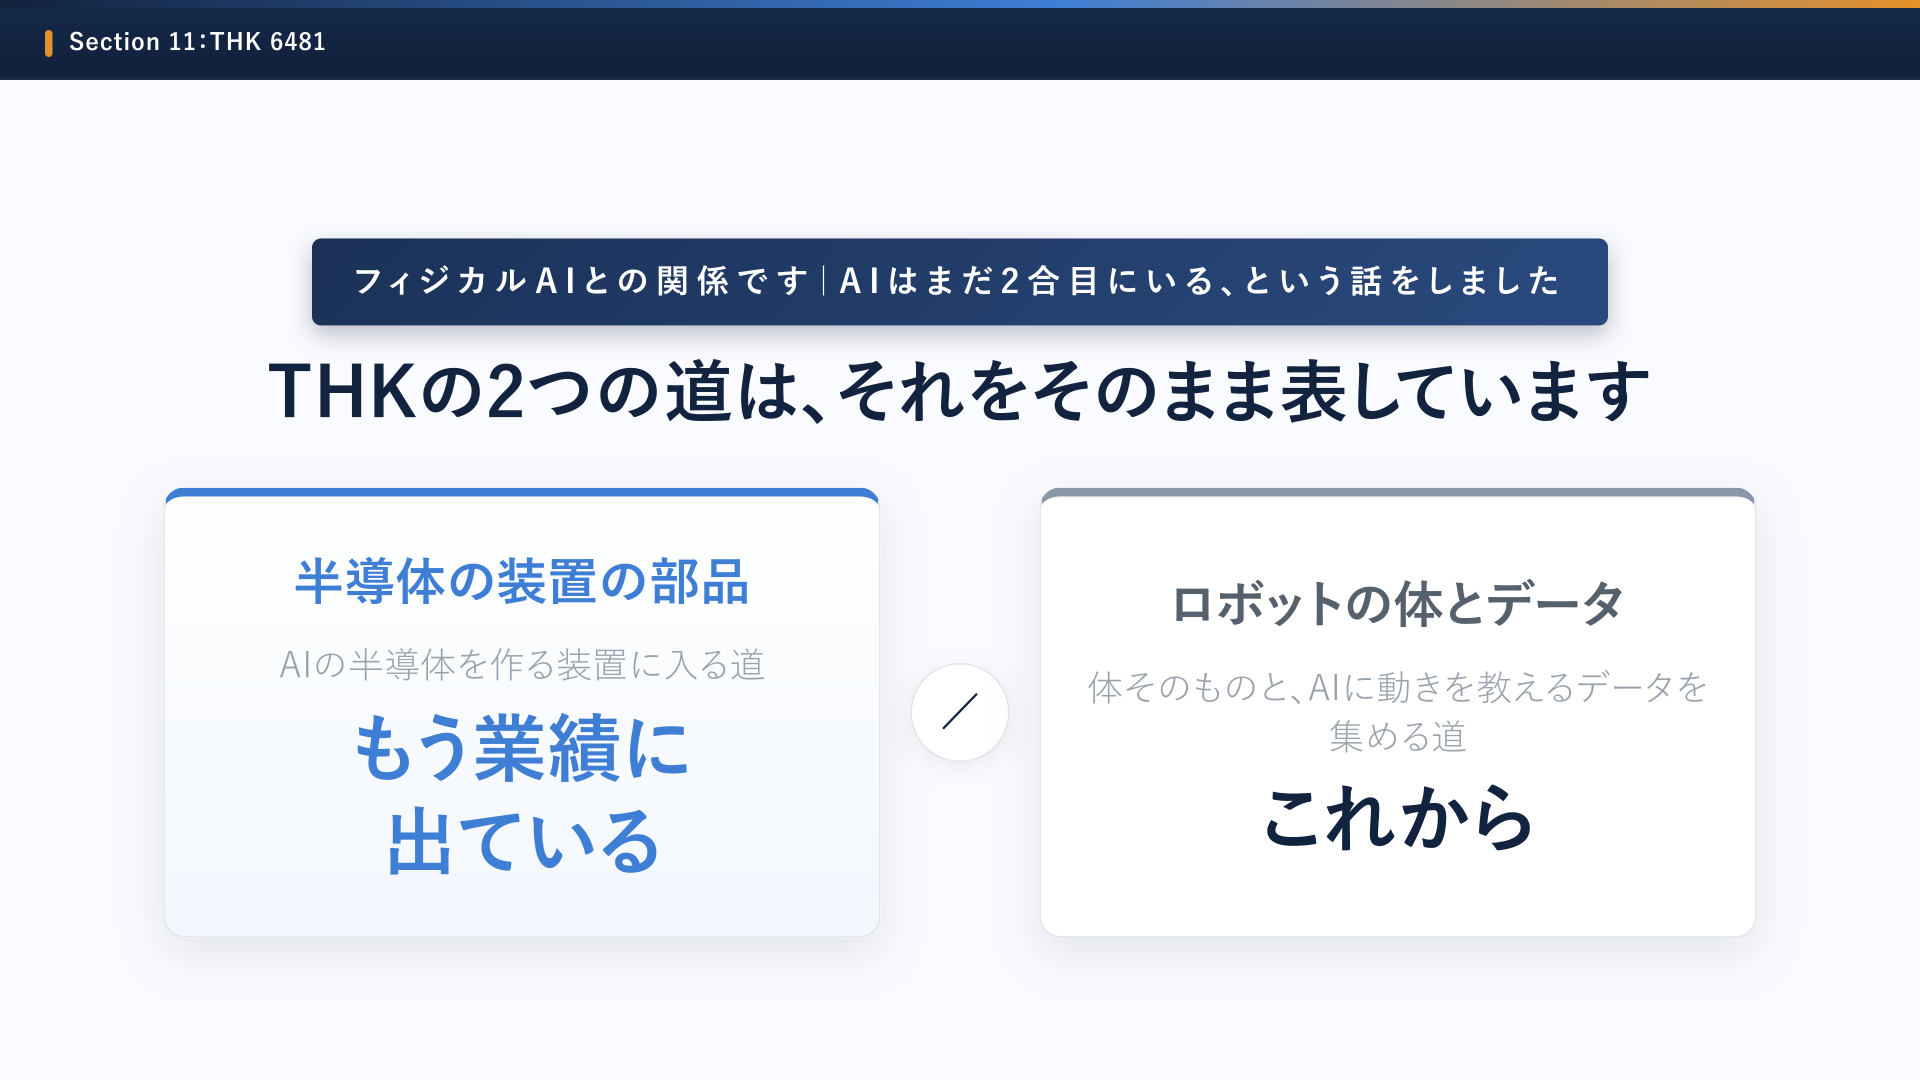 Section 11：THK 6481
フィジカルAIとの関係です｜AIはまだ2合目にいる、という話をしました
THKの2つの道は、それをそのまま表しています
半導体の装置の部品
AIの半導体を作る装置に入る道
もう業績に
出ている
／
ロボットの体とデータ
体そのものと、AIに動きを教えるデータを
集める道
これから